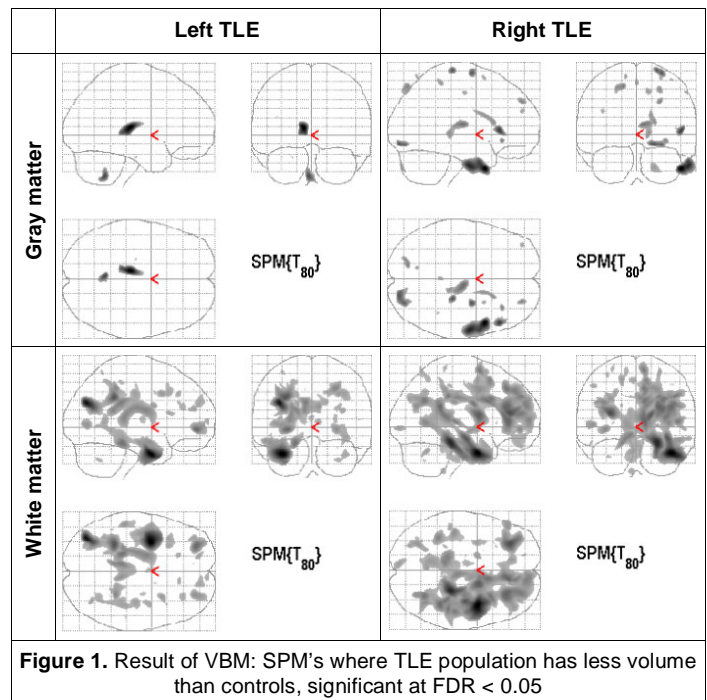 Left TLE
Right TLE
Gray matter
SPM{T80}
SPM{T80}
White matter
SPM{T80}
SPM{T80}
Figure 1. Result of VBM: SPM's where TLE population has less volume
than controls, significant at FDR < 0.05